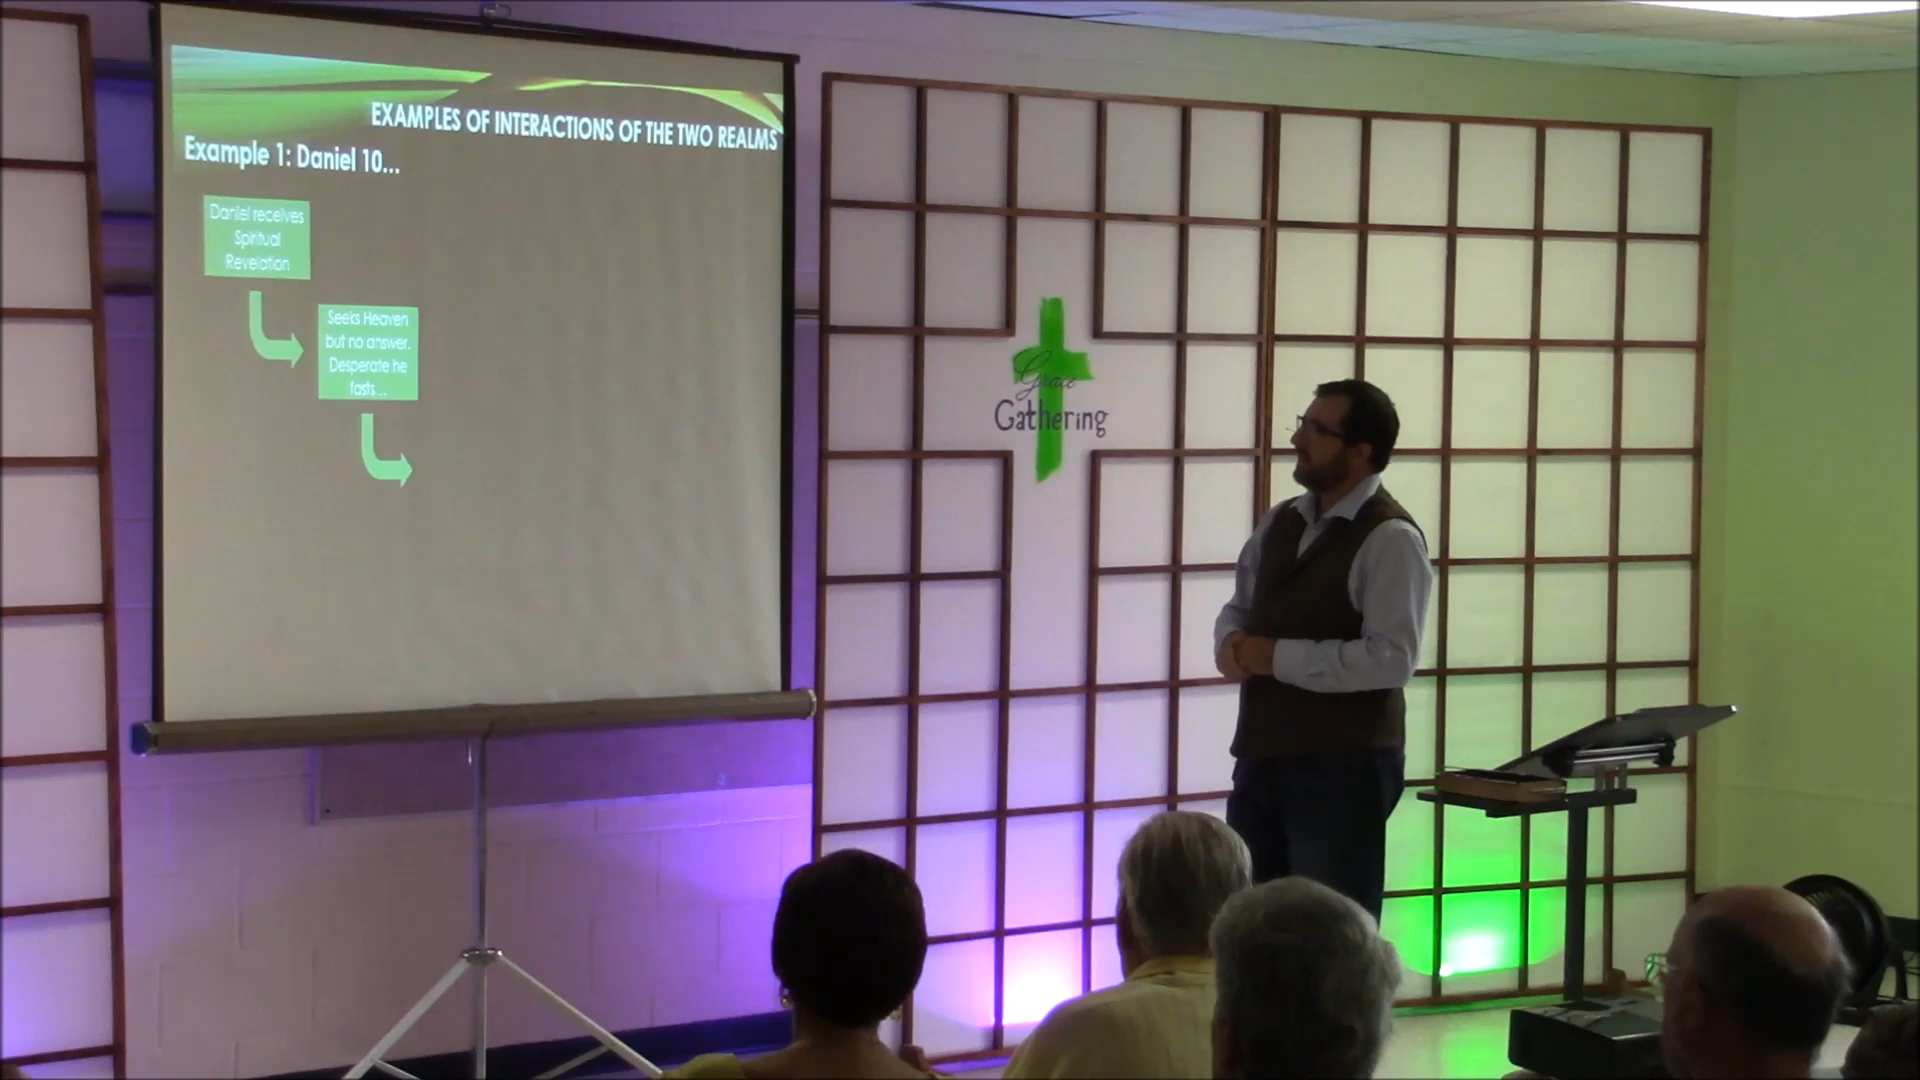 EXAMPLES OF INTERACTIONS OF THE TWO REALMS
Example 1: Daniel 10...
Daniel receives
Spiritual
Revelation
Seeks Heaven
but no answer.
Desperate he
fasts...
Grace
Gathering